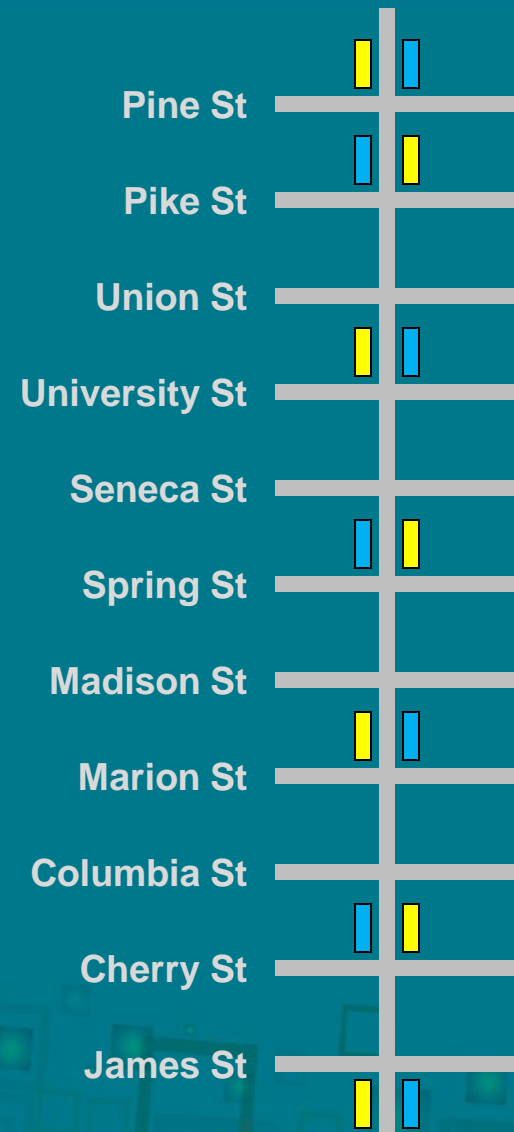 Pine St
Pike St
Union St
University St
Seneca St
Spring St
Madison St
Marion St
Columbia St
Cherry St
James St